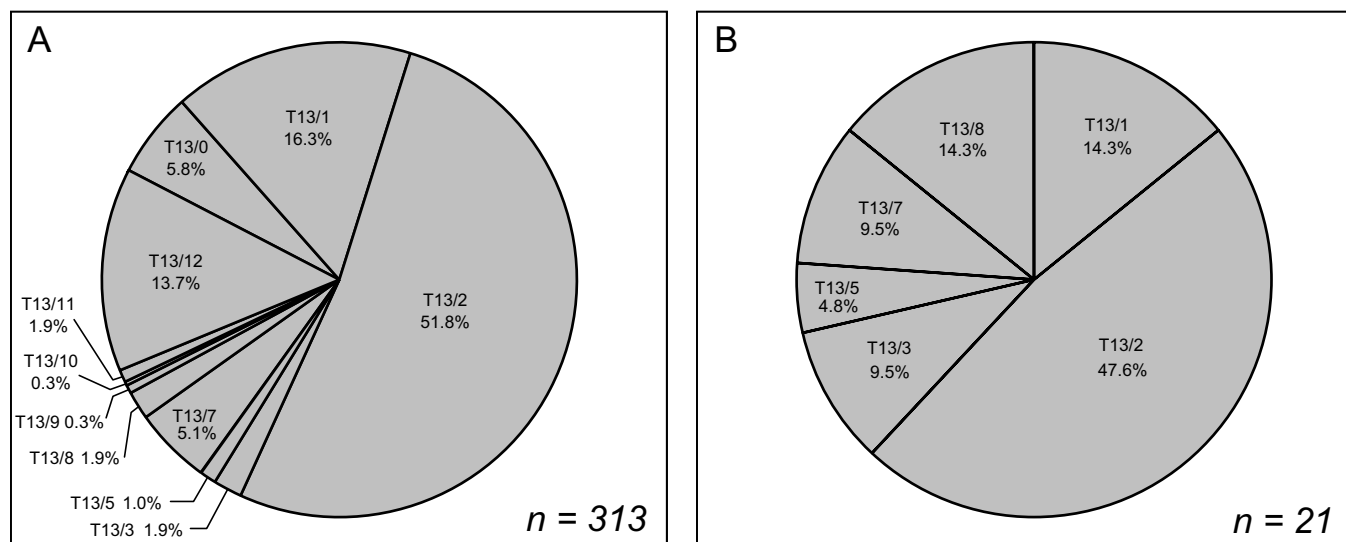 A
T13/1
16.3%
T13/0
5.8%
T13/12
13.7%
T13/2
51.8%
T13/11
1.9%
T13/10
0.3%
T13/9 0.3%
T13/8 1.9%
T13/7
5.1%
T13/5 1.0%
T13/3 1.9%
n = 313
B
T13/8
14.3%
T13/1
14.3%
T13/7
9.5%
T13/5
4.8%
T13/3
9.5%
T13/2
47.6%
n = 21